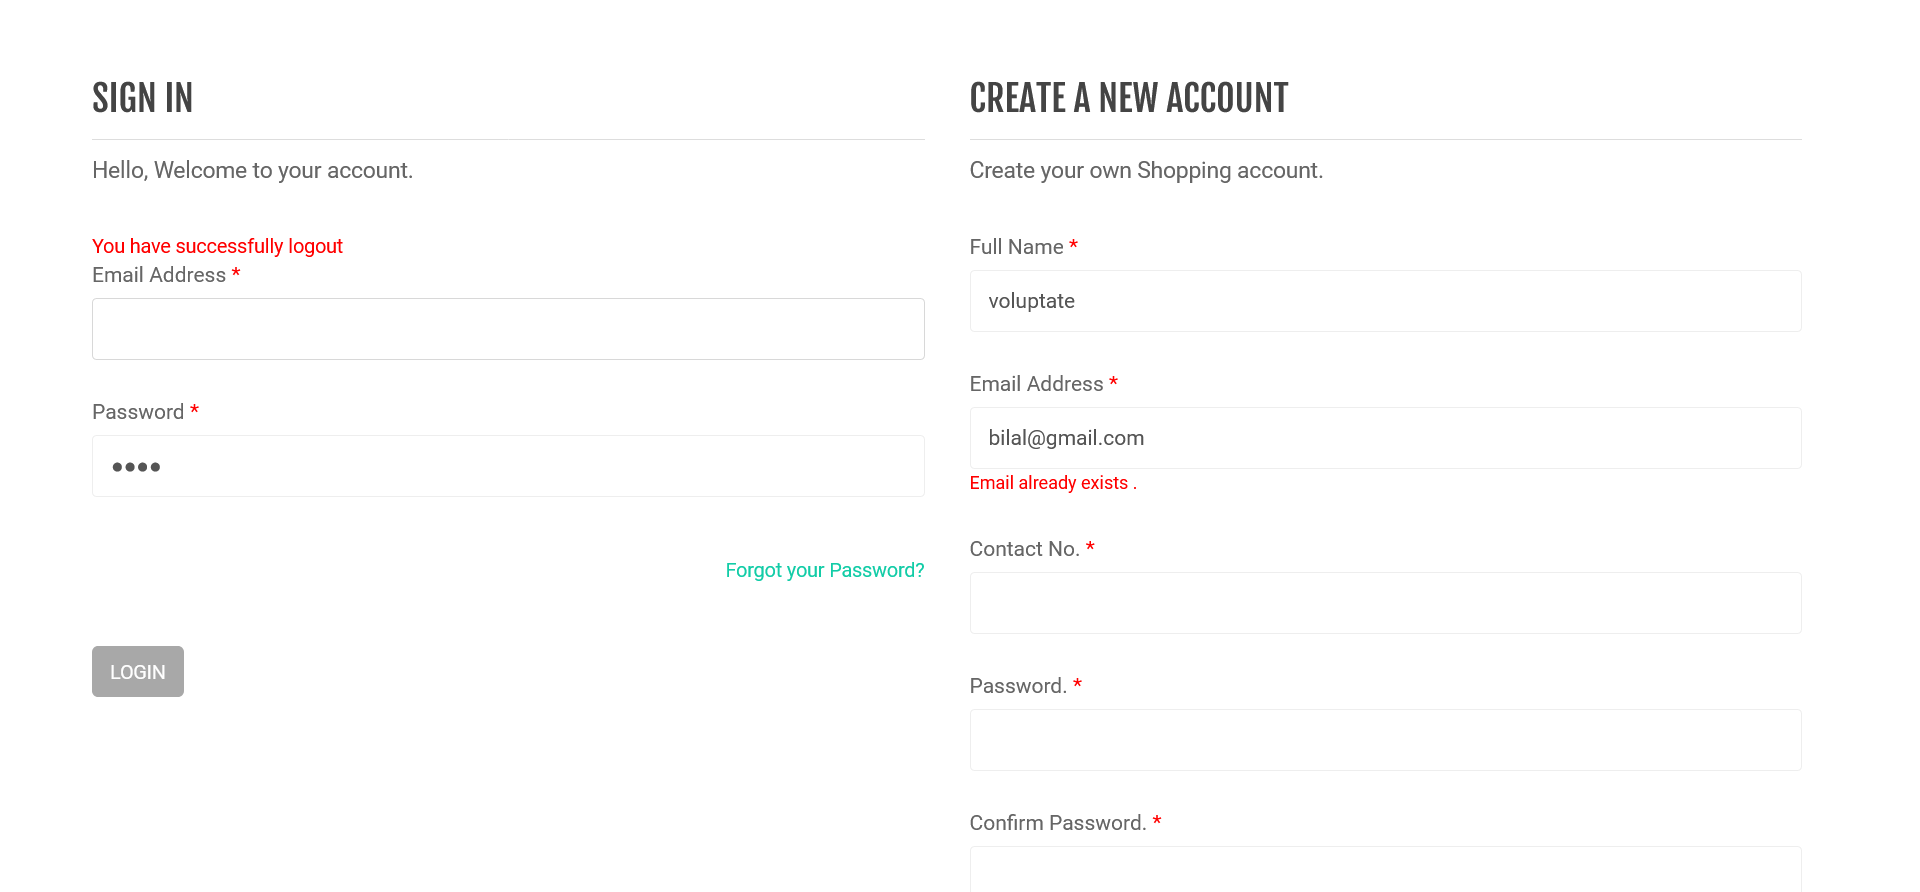 SIGN IN
Hello, Welcome to your account.
You have successfully logout
Email Address *
Password *
••••
Forgot your Password?
LOGIN
CREATE A NEW ACCOUNT
Create your own Shopping account.
Full Name *
voluptate
Email Address *
bilal@gmail.com
Email already exists .
Contact No. *
Password. *
Confirm Password. *